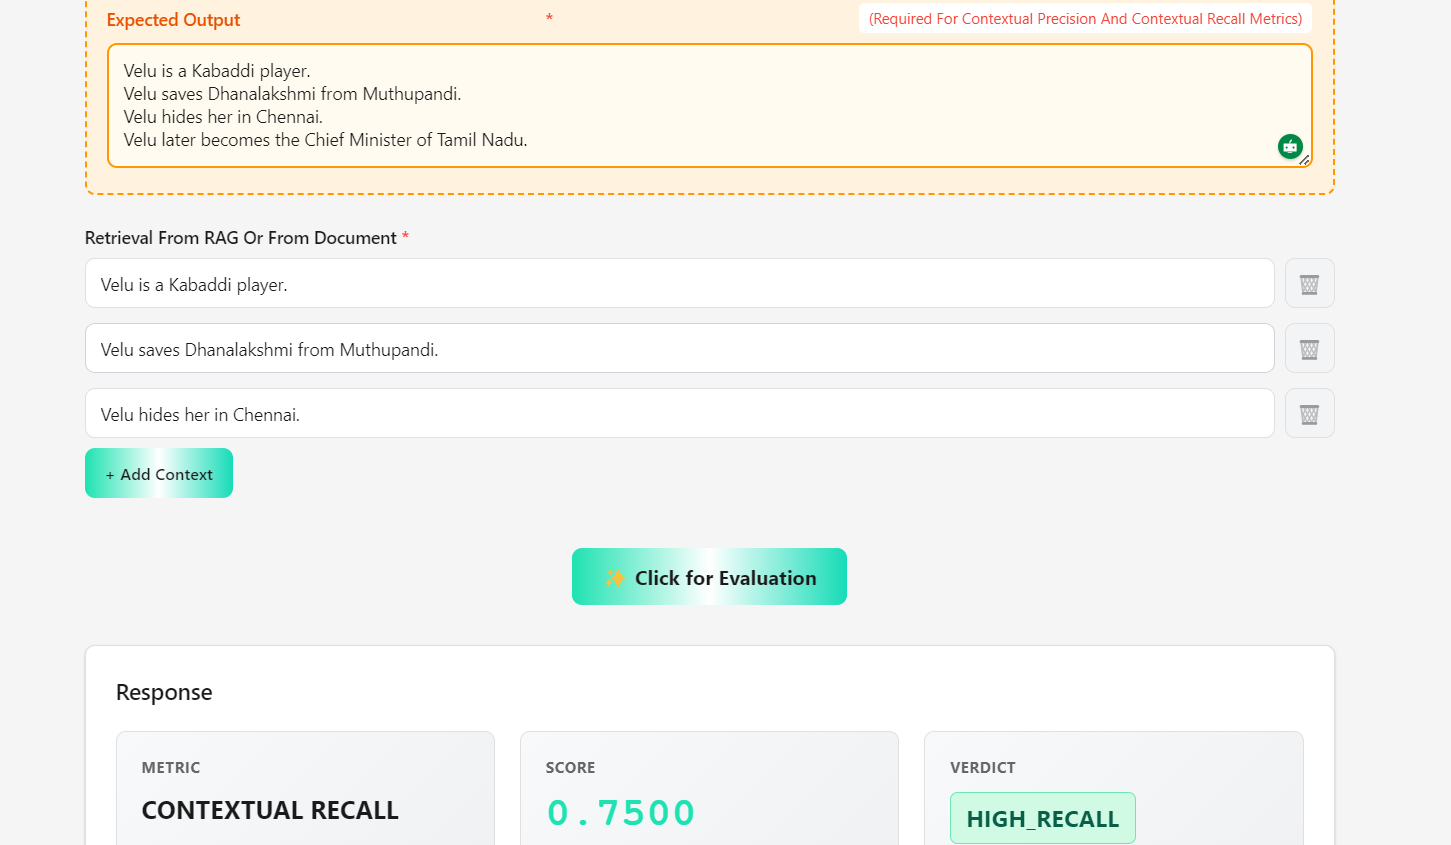 Expected Output *
(Required For Contextual Precision And Contextual Recall Metrics)
Velu is a Kabaddi player.
Velu saves Dhanalakshmi from Muthupandi.
Velu hides her in Chennai.
Velu later becomes the Chief Minister of Tamil Nadu.
Retrieval From RAG Or From Document *
Velu is a Kabaddi player.
Velu saves Dhanalakshmi from Muthupandi.
Velu hides her in Chennai.
+ Add Context
✨ Click for Evaluation
Response
METRIC
CONTEXTUAL RECALL
SCORE
0.7500
VERDICT
HIGH_RECALL